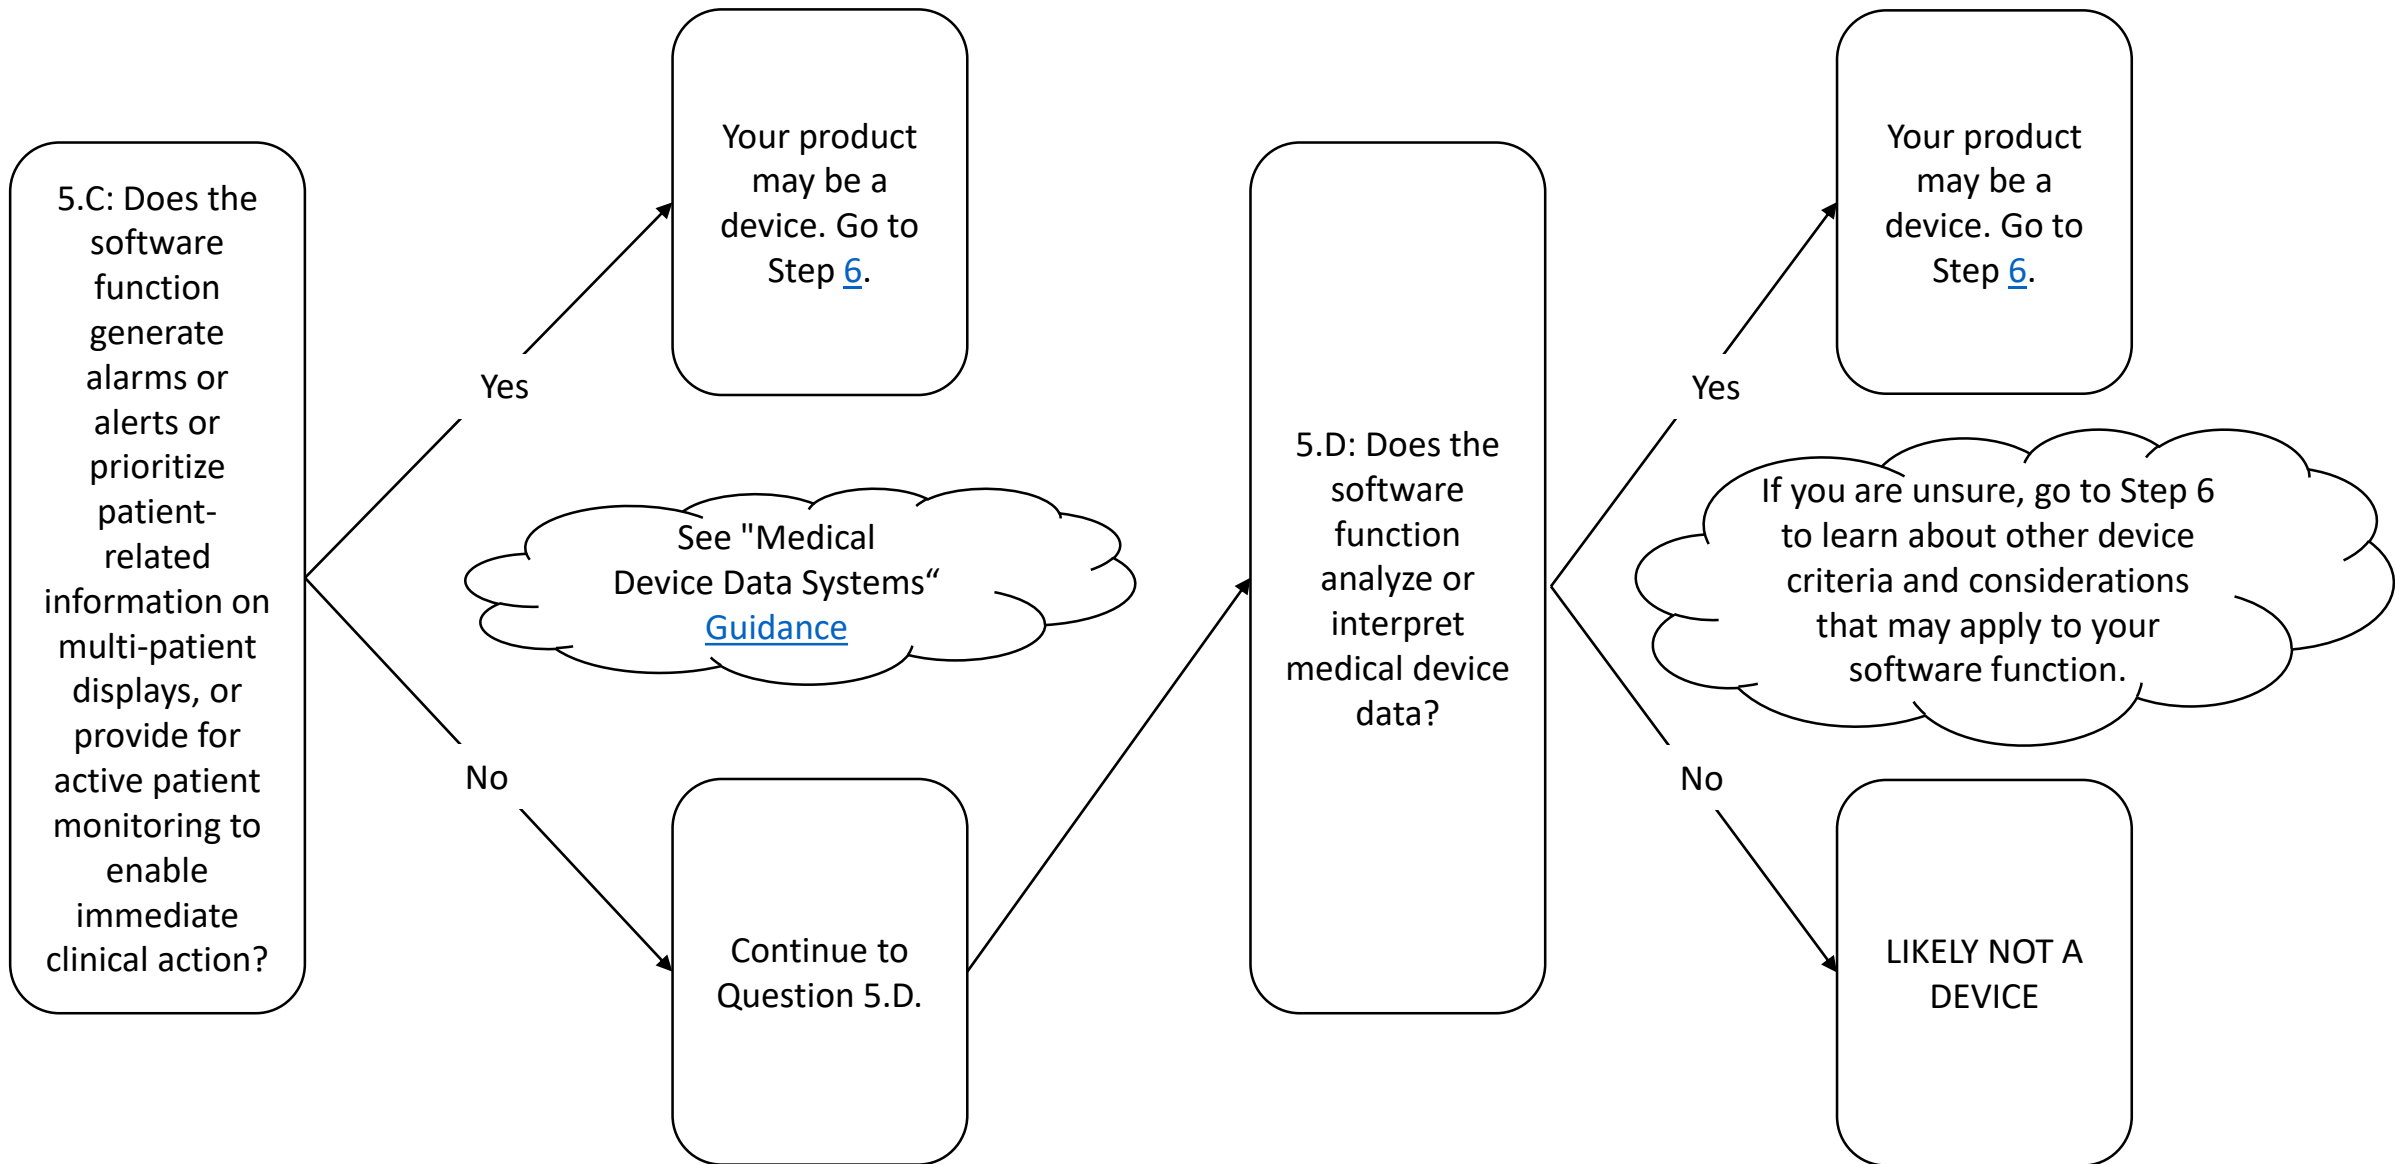 5.C: Does the
software
function
generate
alarms or
alerts or
prioritize
patient-
related
information on
multi-patient
displays, or
provide for
active patient
monitoring to
enable
immediate
clinical action?
Yes
Your product
may be a
device. Go to
Step 6.
See "Medical
Device Data Systems“
Guidance
No
Continue to
Question 5.D.
5.D: Does the
software
function
analyze or
interpret
medical device
data?
Yes
Your product
may be a
device. Go to
Step 6.
If you are unsure, go to Step 6
to learn about other device
criteria and considerations
that may apply to your
software function.
No
LIKELY NOT A
DEVICE